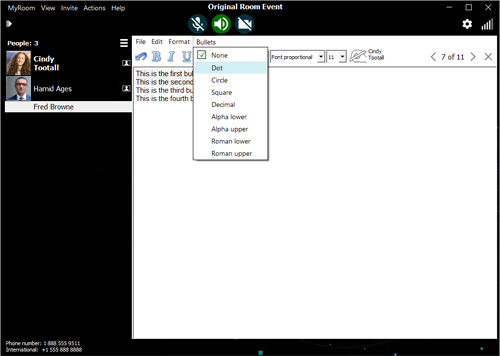 MyRoom View Invite Actions Help
Original Room Event
People: 3
Cindy
Tootall
Hamid Ages
Fred Browne
File Edit Format Bullets
B I U
Font proportional
11
Cindy
Tootall
7 of 11
This is the first bul
This is the second
This is the third bu
This is the fourth b
None
Dot
Circle
Square
Decimal
Alpha lower
Alpha upper
Roman lower
Roman upper
Phone number: 1 888 555 9511
International: +1 555 888 8888